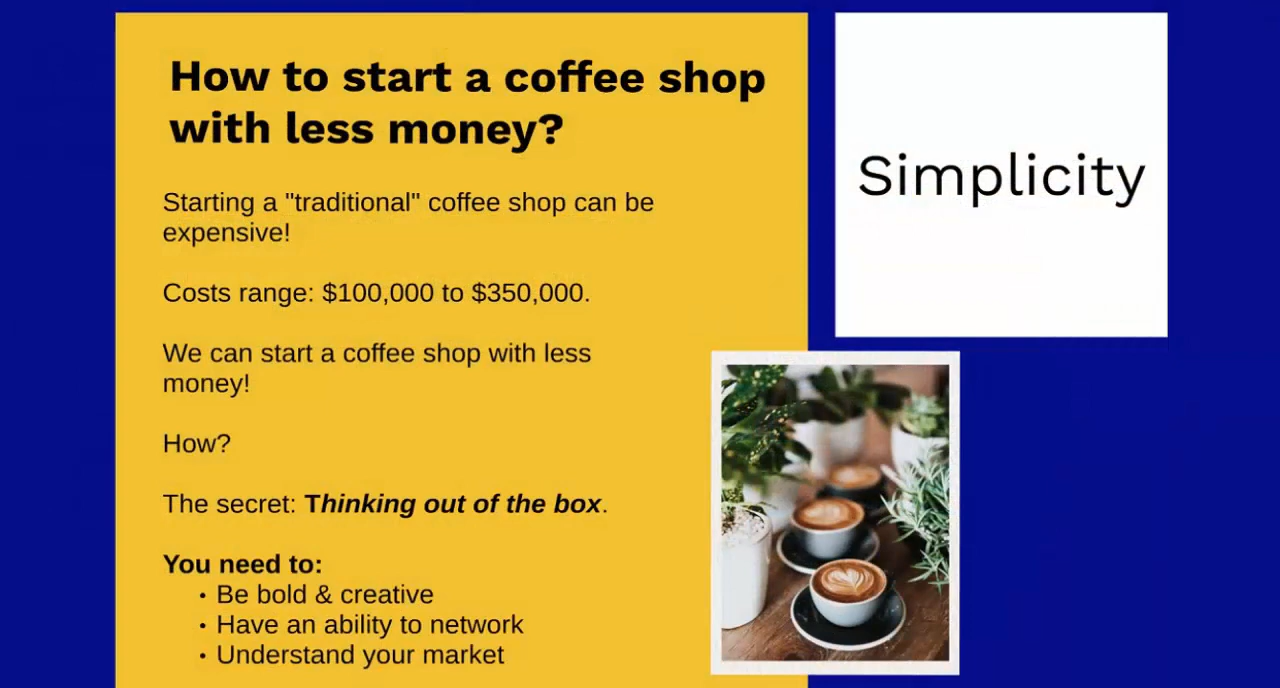 How to start a coffee shop
with less money?
Starting a "traditional" coffee shop can be
expensive!
Costs range: $100,000 to $350,000.
We can start a coffee shop with less
money!
How?
The secret: Thinking out of the box.
You need to:
• Be bold & creative
• Have an ability to network
• Understand your market
Simplicity